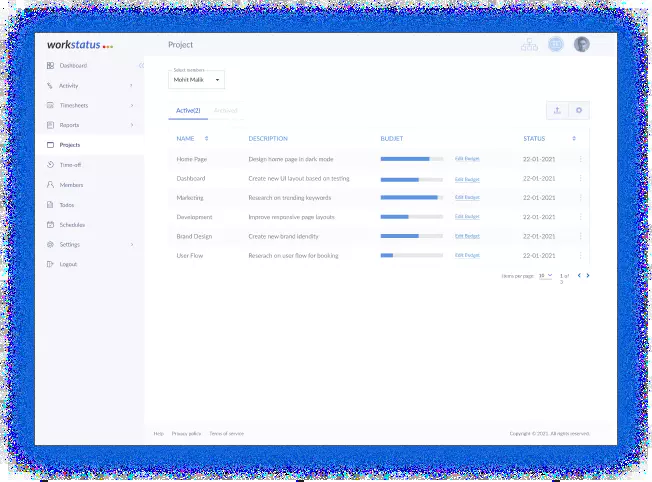 workstatus
Project
Dashboard
Activity
Timesheets
Reports
Projects
Time-off
Members
Todos
Schedules
Settings
Logout
Select members
Mohit Malik
Active(2) Archived
NAME DESCRIPTION BUDJET STATUS
Home Page Design home page in dark mode Edit Budget 22-01-2021
Dashboard Create new UI layout based on testing Edit Budget 22-01-2021
Marketing Research on trending keywords Edit Budget 22-01-2021
Development Improve responsive page layouts Edit Budget 22-01-2021
Brand Design Create new brand idendity Edit Budget 22-01-2021
User Flow Reserach on user flow for booking Edit Budget 22-01-2021
Items per page 10 1 of
3
Help Privacy policy Terms of service Copyright © 2021. All rights reserved.